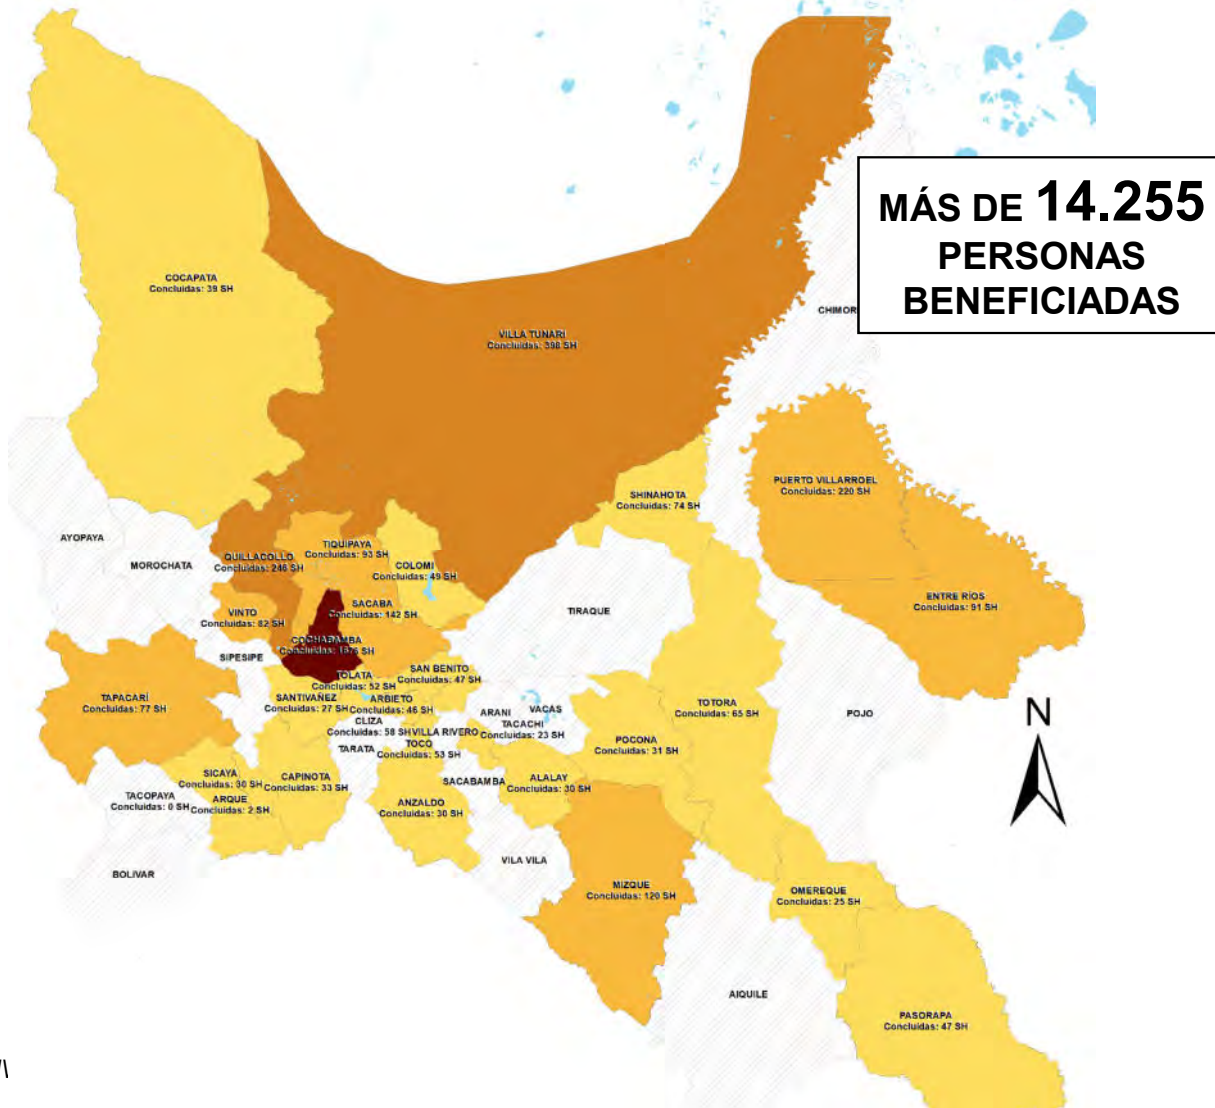 MÁS DE 14.255
PERSONAS
BENEFICIADAS
COCAPATA
Concluidas: 39 SH
VILLA TUNARI
Concluidas: 398 SH
CHIMOR
PUERTO VILLARROEL
Concluidas: 220 SH
SHINAHOTA
Concluidas: 74 SH
AYOPAYA
MOROCHATA
QUILLACOLLO
Concluidas: 246 SH
TIQUIPAYA
Concluidas: 93 SH
COLOMI
Concluidas: 49 SH
ENTRE RÍOS
Concluidas: 91 SH
VINTO
Concluidas: 82 SH
SACABA
Concluidas: 142 SH
TIRAQUE
COCHABAMBA
Concluidas: SH
SIPESIPE
TOLATA
Concluidas: 52 SH
SAN BENITO
Concluidas: 47 SH
TAPACARÍ
Concluidas: 77 SH
SANTIVAÑEZ
Concluidas: 27 SH
ARBIETO
Concluidas: 46 SH
ARANI
VACAS
TOTORA
Concluidas: 65 SH
POJO
N
CLIZA
Concluidas: 58 SH
VILLA RIVERO
TACACHI
Concluidas: 23 SH
TARATA
TOCO
Concluidas: 53 SH
POCONA
Concluidas: 31 SH
SICAYA
Concluidas: 30 SH
CAPINOTA
Concluidas: 33 SH
SACABAMBA
ALALAY
Concluidas: 30 SH
TACOPAYA
Concluidas: 0 SH
ARQUE
Concluidas: 2 SH
ANZALDO
Concluidas: 30 SH
BOLIVAR
VILA VILA
MIZQUE
Concluidas: 120 SH
OMEREQUE
Concluidas: 25 SH
AIQUILE
PASORAPA
Concluidas: 47 SH